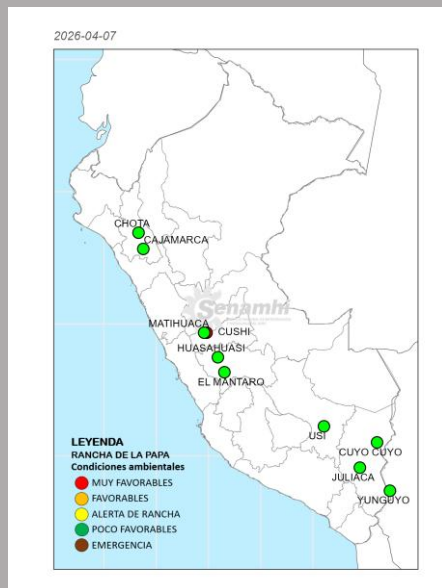 2026-04-07
CHOTA
CAJAMARCA
Senamhi
MATIHUACA
CUSHI
HUASAHUASI
EL MANTARO
USI
CUYO CUYO
JULIACA
YUNGUYO
LEYENDA
RANCHA DE LA PAPA
Condiciones ambientales
MUY FAVORABLES
FAVORABLES
ALERTA DE RANCHA
POCO FAVORABLES
EMERGENCIA